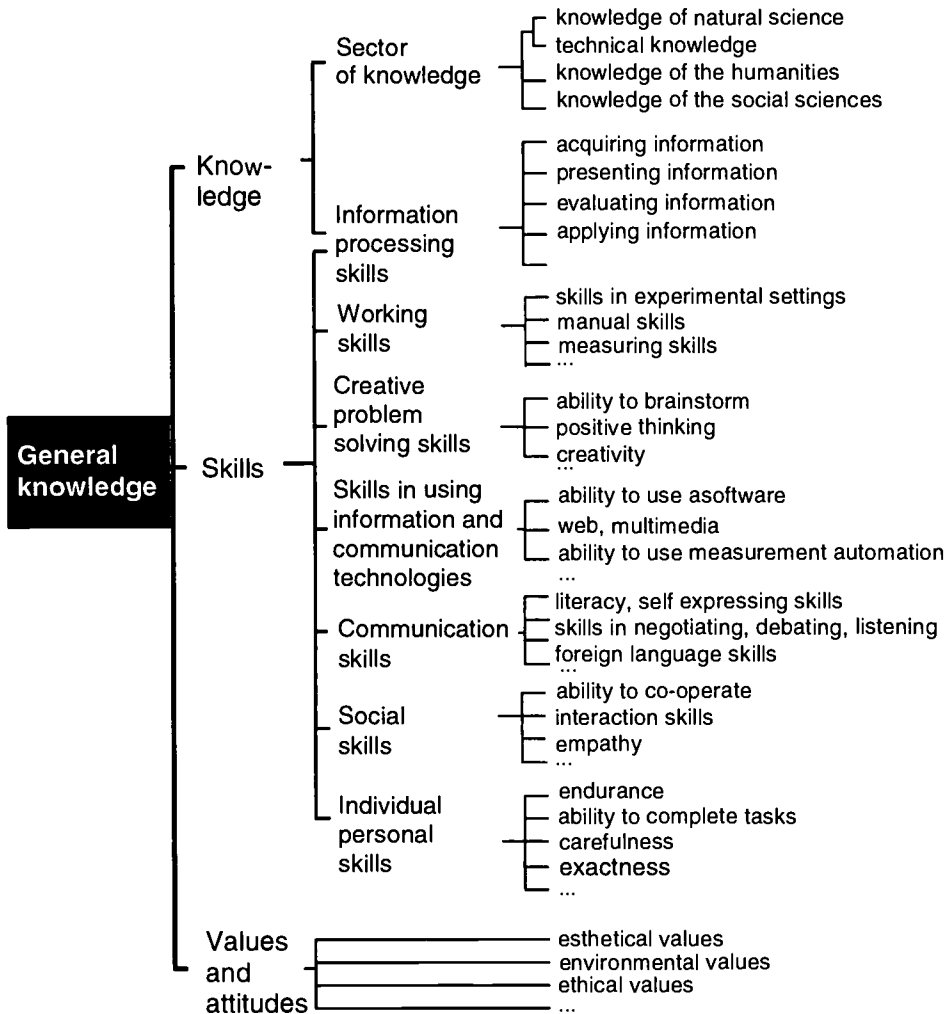 General
knowledge
Know-
ledge
Sector
of knowledge
knowledge of natural science
technical knowledge
knowledge of the humanities
knowledge of the social sciences
Information
processing
skills
acquiring information
presenting information
evaluating information
applying information
Skills
Working
skills
skills in experimental settings
manual skills
measuring skills
...
Creative
problem
solving skills
ability to brainstorm
positive thinking
creativity
...
Skills in using
information and
communication
technologies
ability to use asoftware
web, multimedia
ability to use measurement automation
...
Communication
skills
literacy, self expressing skills
skills in negotiating, debating, listening
foreign language skills
...
Social
skills
ability to co-operate
interaction skills
empathy
...
Individual
personal
skills
endurance
ability to complete tasks
carefulness
exactness
...
Values
and
attitudes
esthetical values
environmental values
ethical values
...